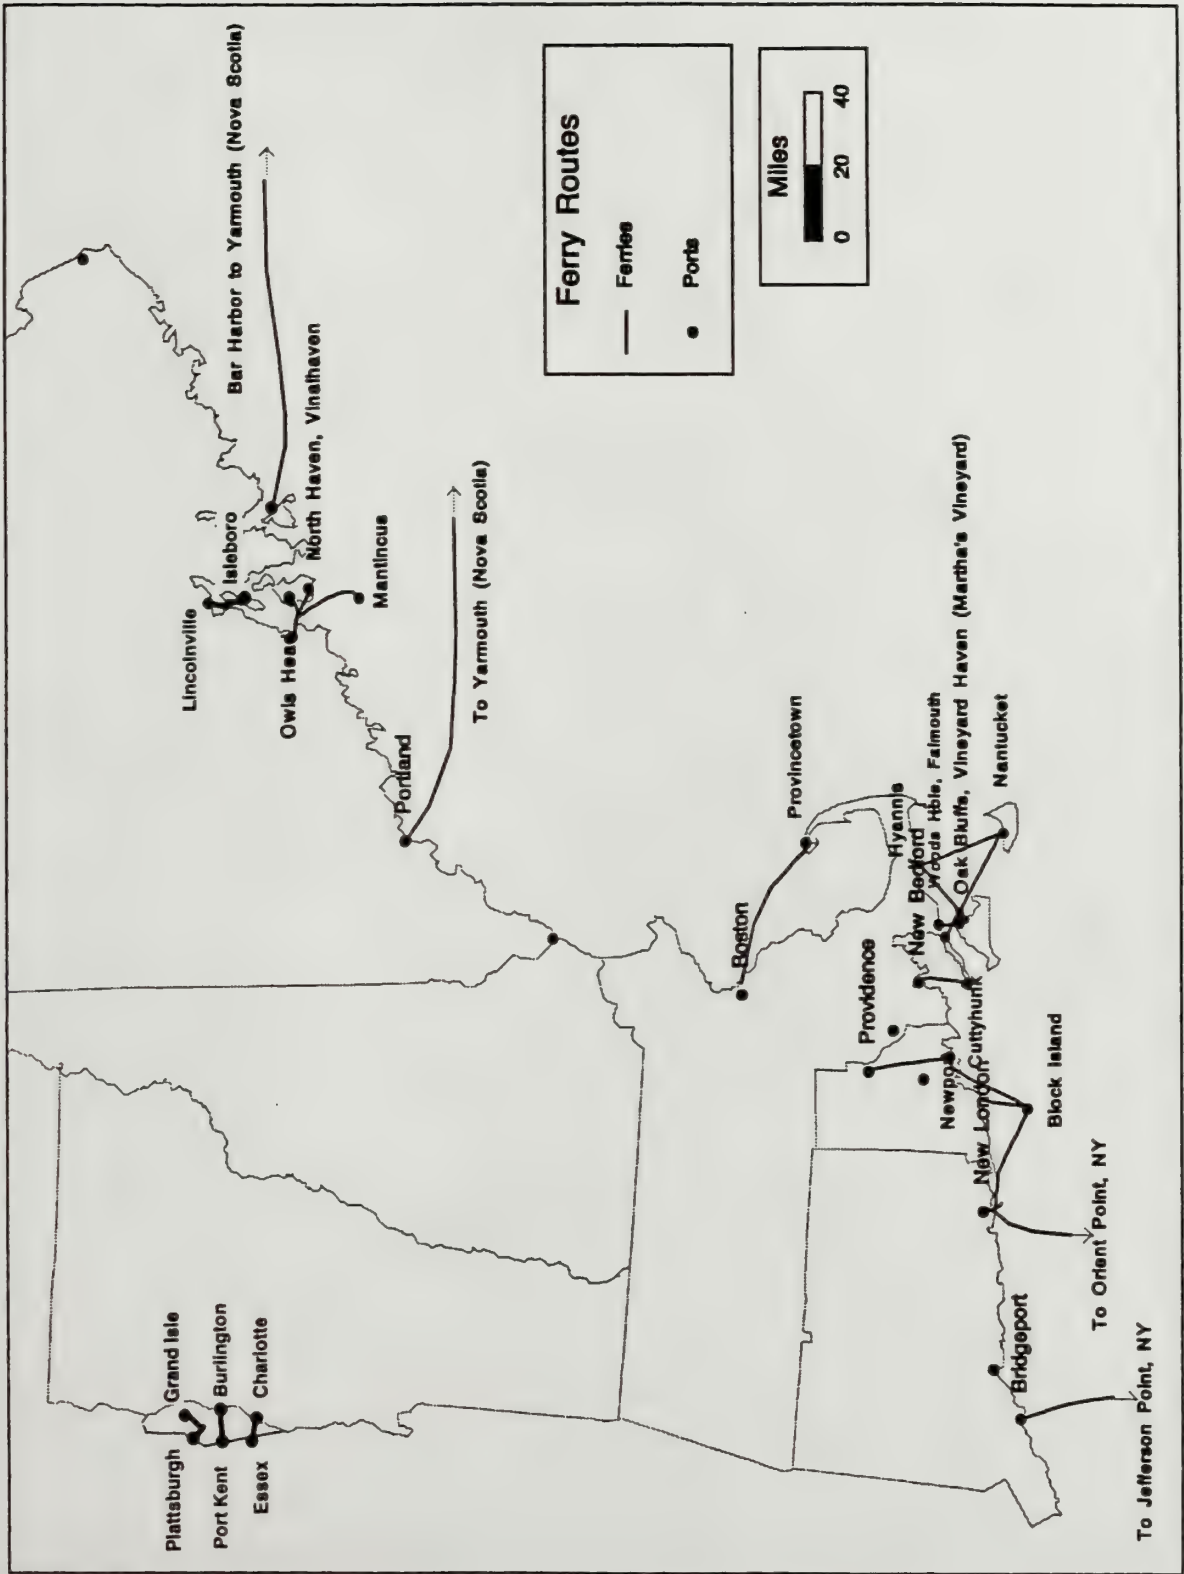 Bar Harbor to Yarmouth (Nova Scotia)
Lincolnville
Isleboro
North Haven, Vinalhaven
Owls Head
Mantincus
Portland
To Yarmouth (Nova Scotia)
Plattsburgh
Grand Isle
Port Kent
Burlington
Essex
Charlotte
Ferry Routes
Ferries
Ports
Miles
0 20 40
Boston
Provincetown
Providence
Hyannis
New Bedford
Woods Hole, Falmouth
Oak Bluffs, Vineyard Haven (Martha's Vineyard)
Nantucket
Newport
Cuttyhunk
New London
Block Island
Bridgeport
To Orient Point, NY
To Jefferson Point, NY